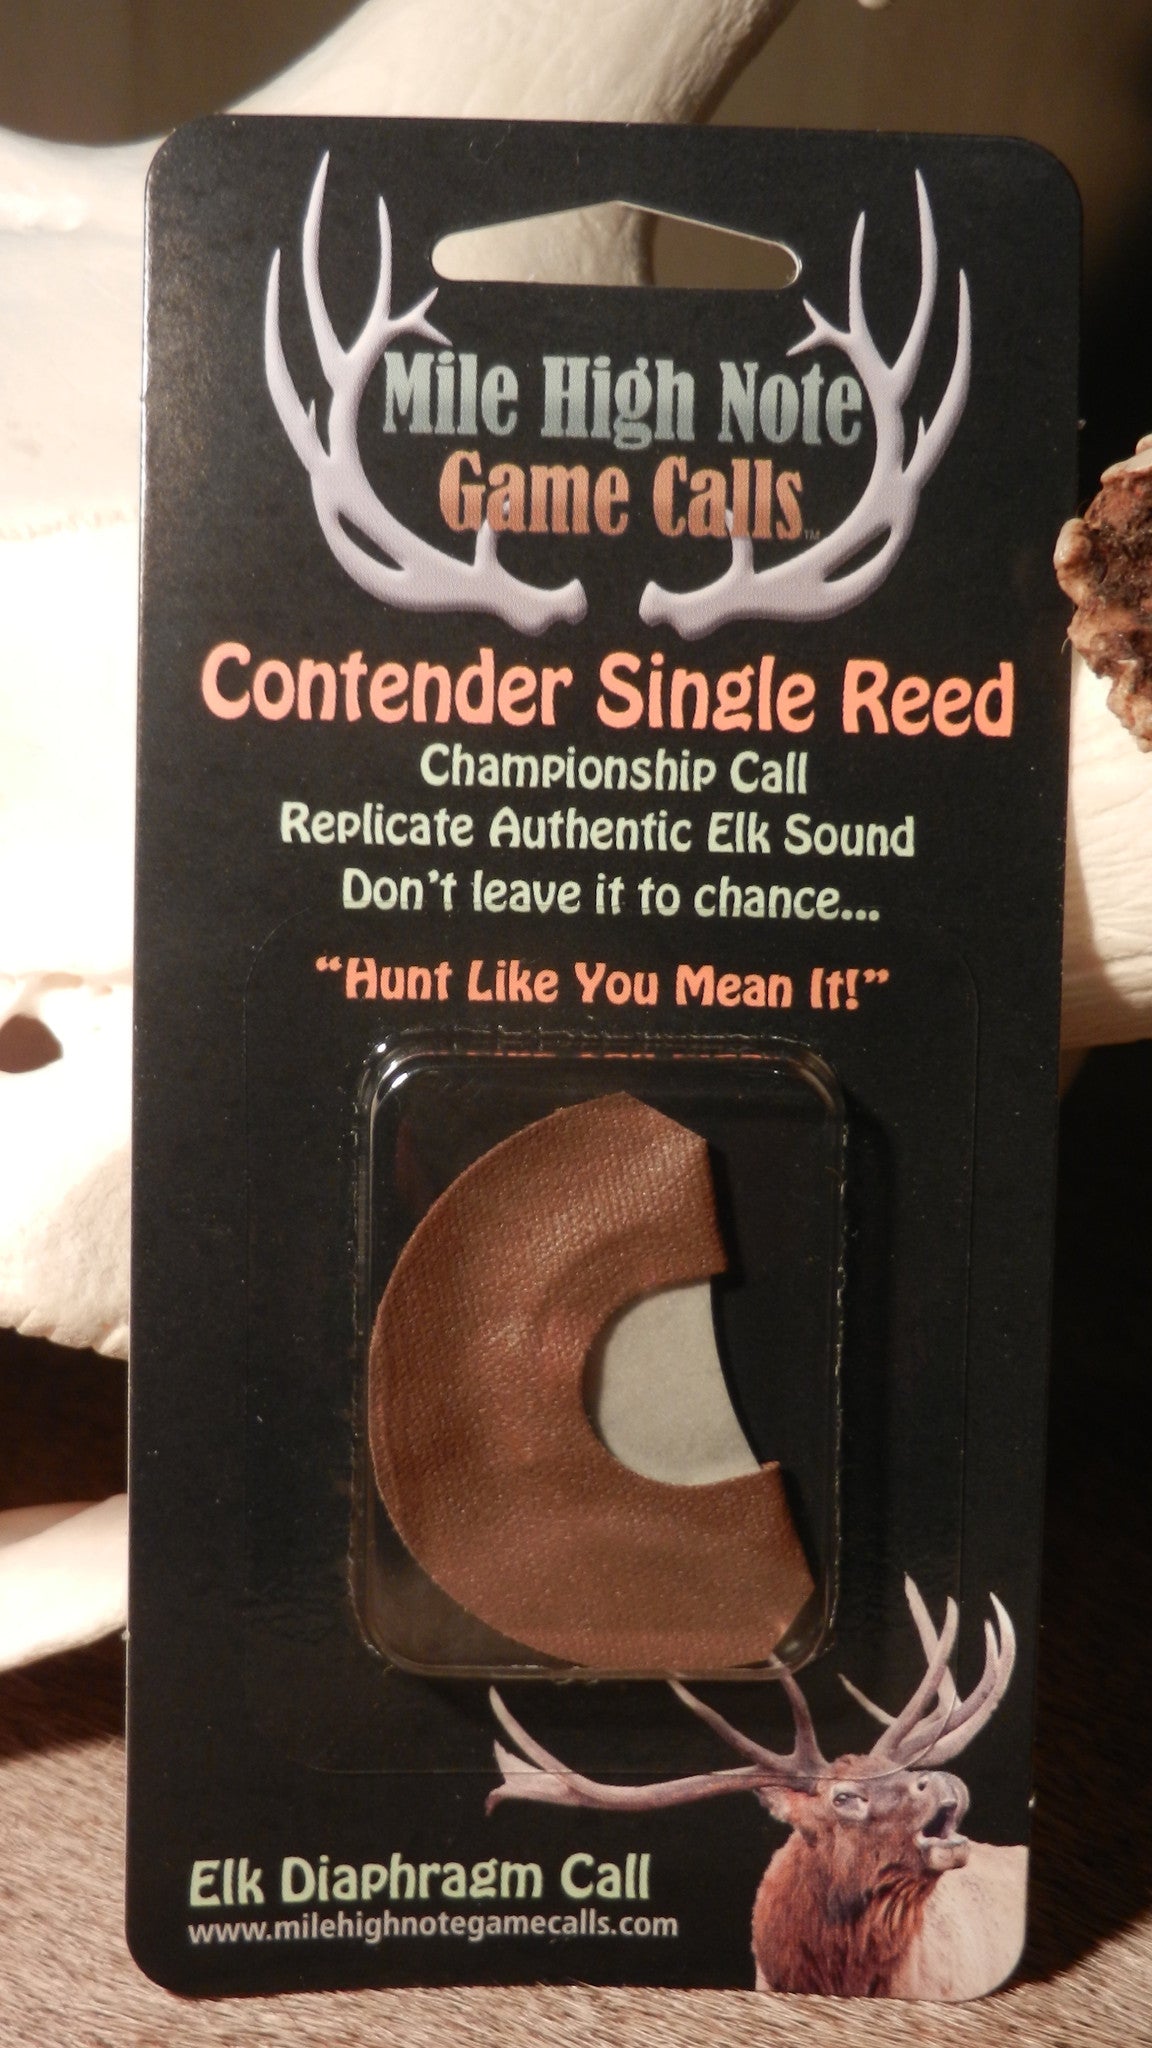 Mile High Note
Game Calls™
Contender Single Reed
Championship Call
Replicate Authentic Elk Sound
Don't leave it to chance...
"Hunt Like You Mean It!"
Elk Diaphragm Call
www.milehighnotegamecalls.com